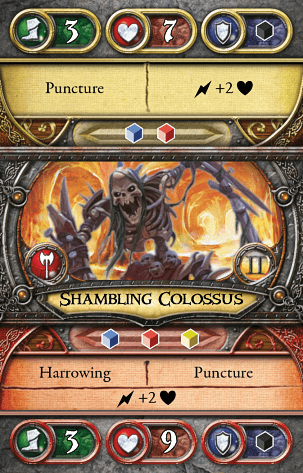 3 7
Puncture +2
II
SHAMBLING COLOSSUS
Harrowing Puncture
+2
3 9